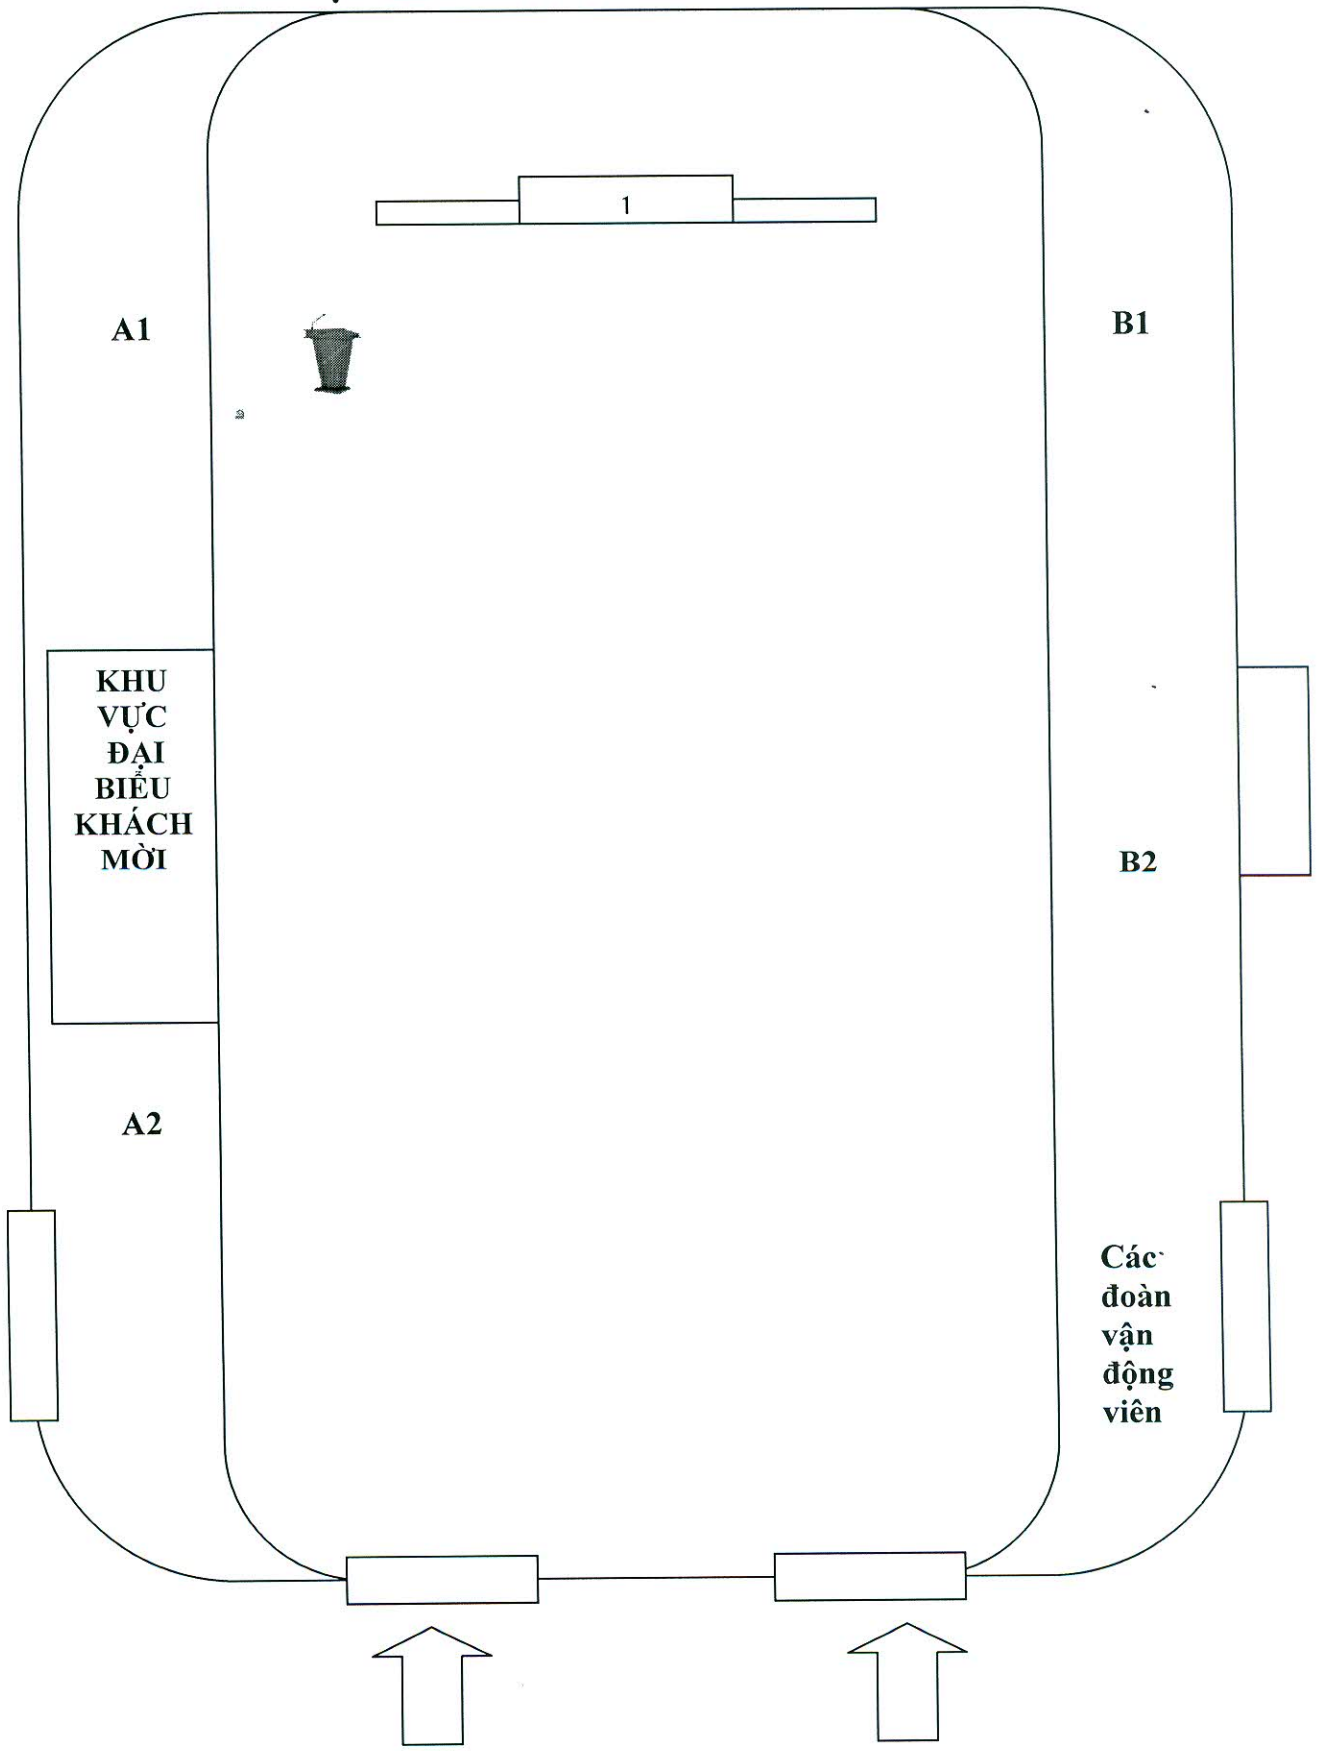 1
A1
B1
KHU
VỰC
ĐẠI
BIỂU
KHÁCH
MỜI
B2
A2
Các
đoàn
vận
động
viên